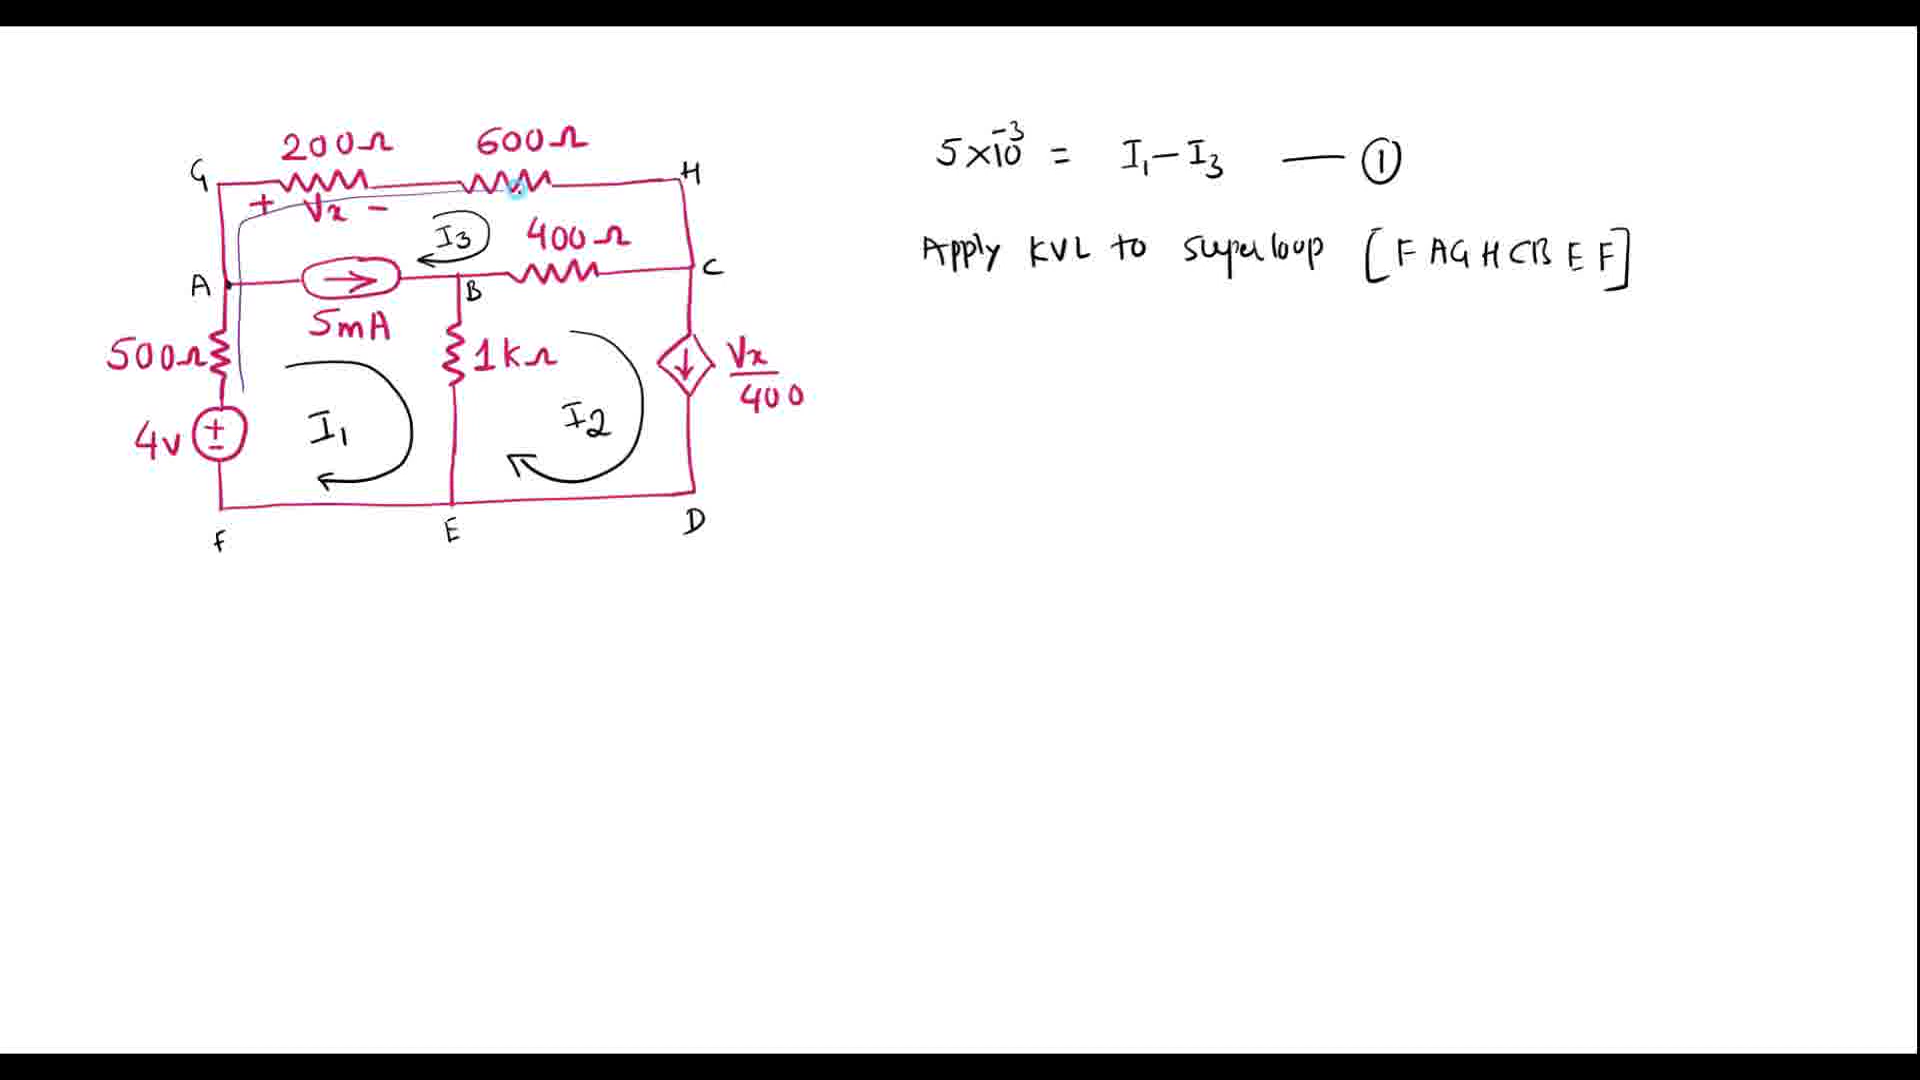 200Ω 600Ω
G H
+ Vx -
I3 400Ω
A B C
5mA
500Ω 1kΩ Vx/400
4v + - I1 I2
F E D
5×10^-3 = I1-I3 — ①
Apply KVL to superloop [FAGHCBEF]